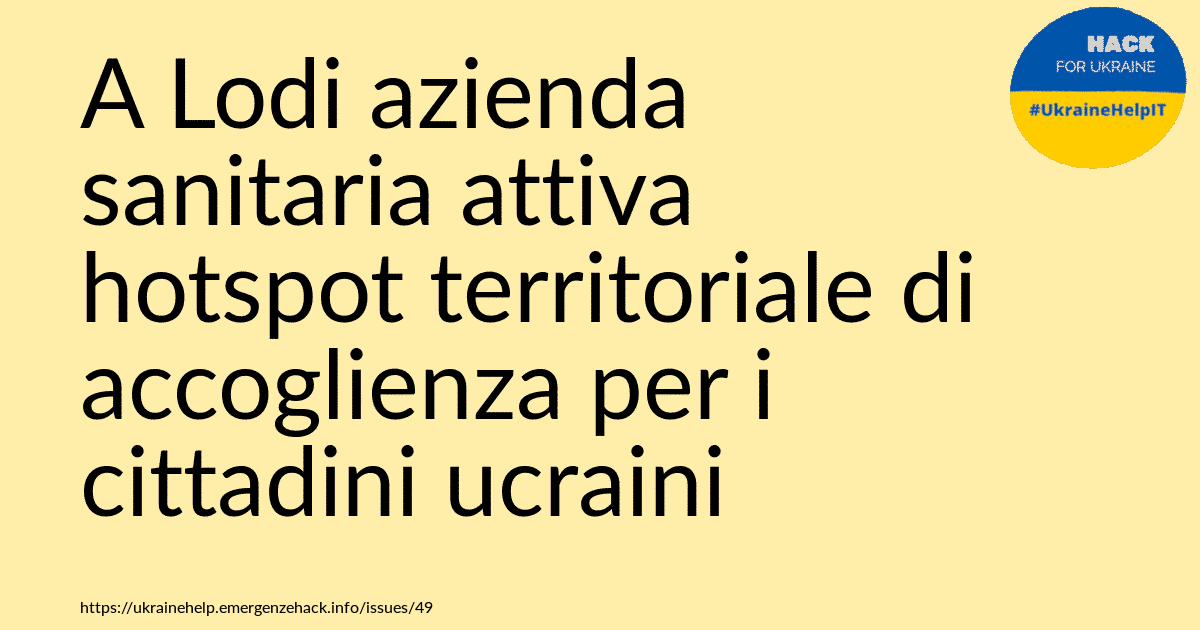 HACK
FOR UKRAINE
#UkraineHelpIT
A Lodi azienda
sanitaria attiva
hotspot territoriale di
accoglienza per i
cittadini ucraini
https://ukrainehelp.emergenzehack.info/issues/49